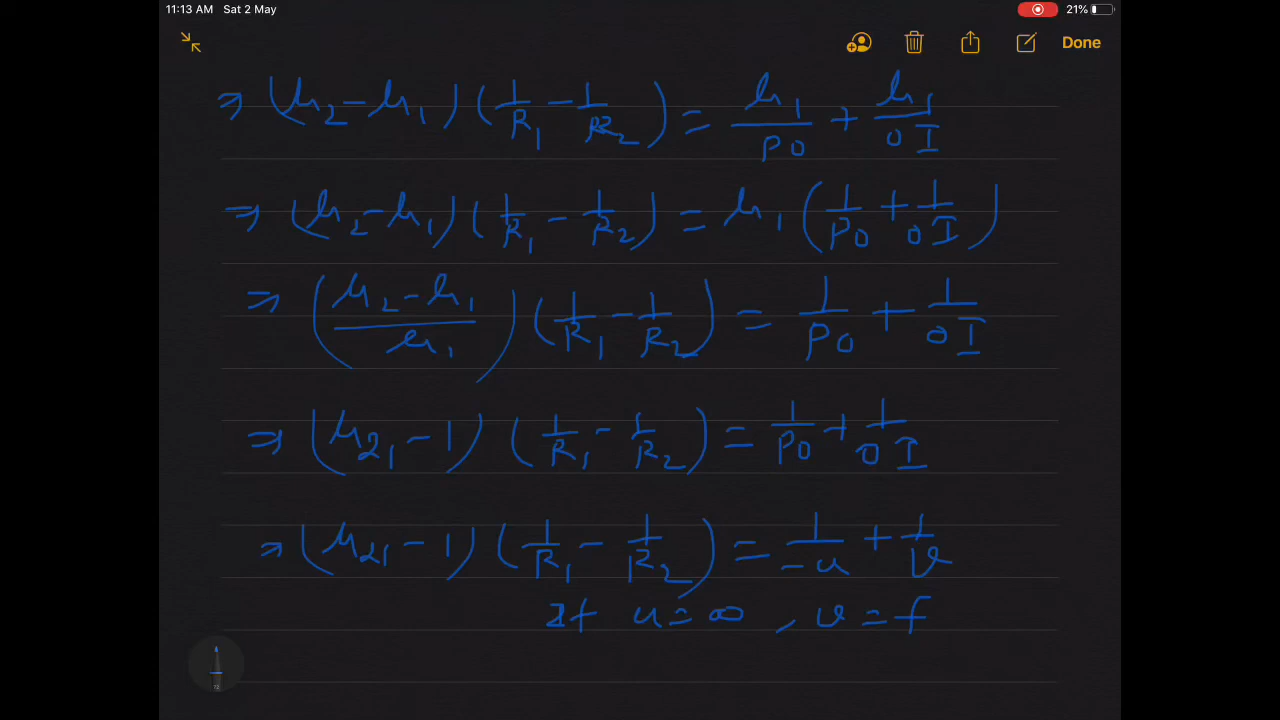 11:13 AM Sat 2 May 21%
Done
⇒ (μ₂ − μ₁) (1/R₁ − 1/R₂) = μ₁/PO + μ₁/OI
⇒ (μ₂ − μ₁) (1/R₁ − 1/R₂) = μ₁ (1/PO + 1/OI)
⇒ ((μ₂ − μ₁)/μ₁) (1/R₁ − 1/R₂) = 1/PO + 1/OI
⇒ (μ₂₁ − 1) (1/R₁ − 1/R₂) = 1/PO + 1/OI
⇒ (μ₂₁ − 1) (1/R₁ − 1/R₂) = 1/−u + 1/v
If u = ∞ , v = f
12